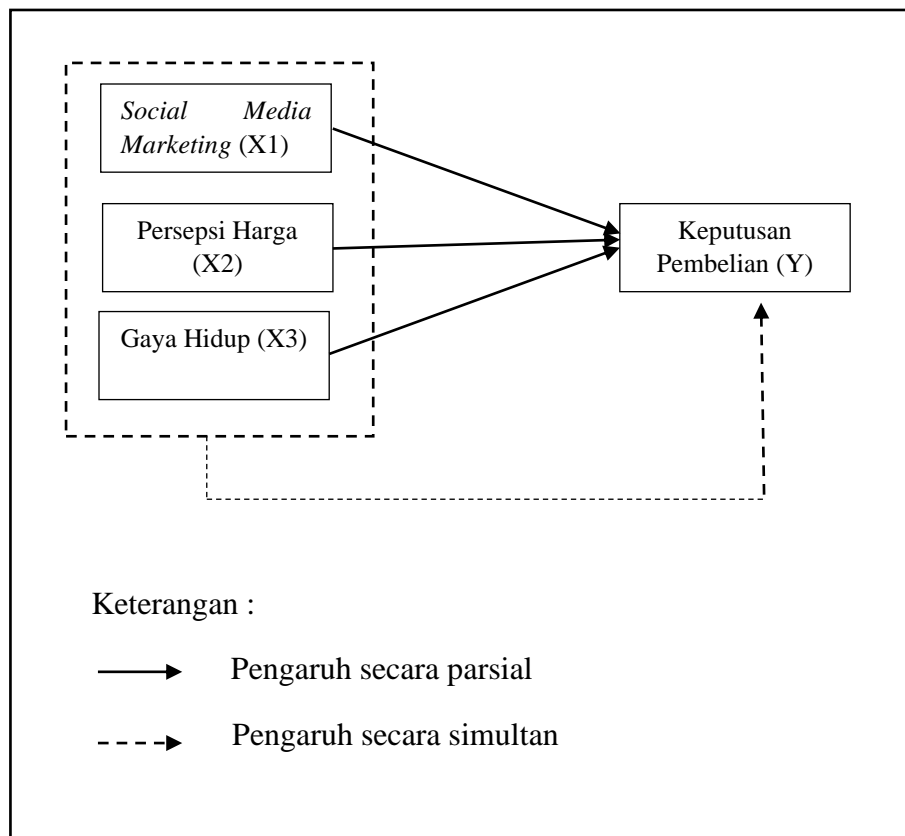 Social Media
Marketing (X1)
Persepsi Harga
(X2)
Gaya Hidup (X3)
Keputusan
Pembelian (Y)
Keterangan :
Pengaruh secara parsial
Pengaruh secara simultan